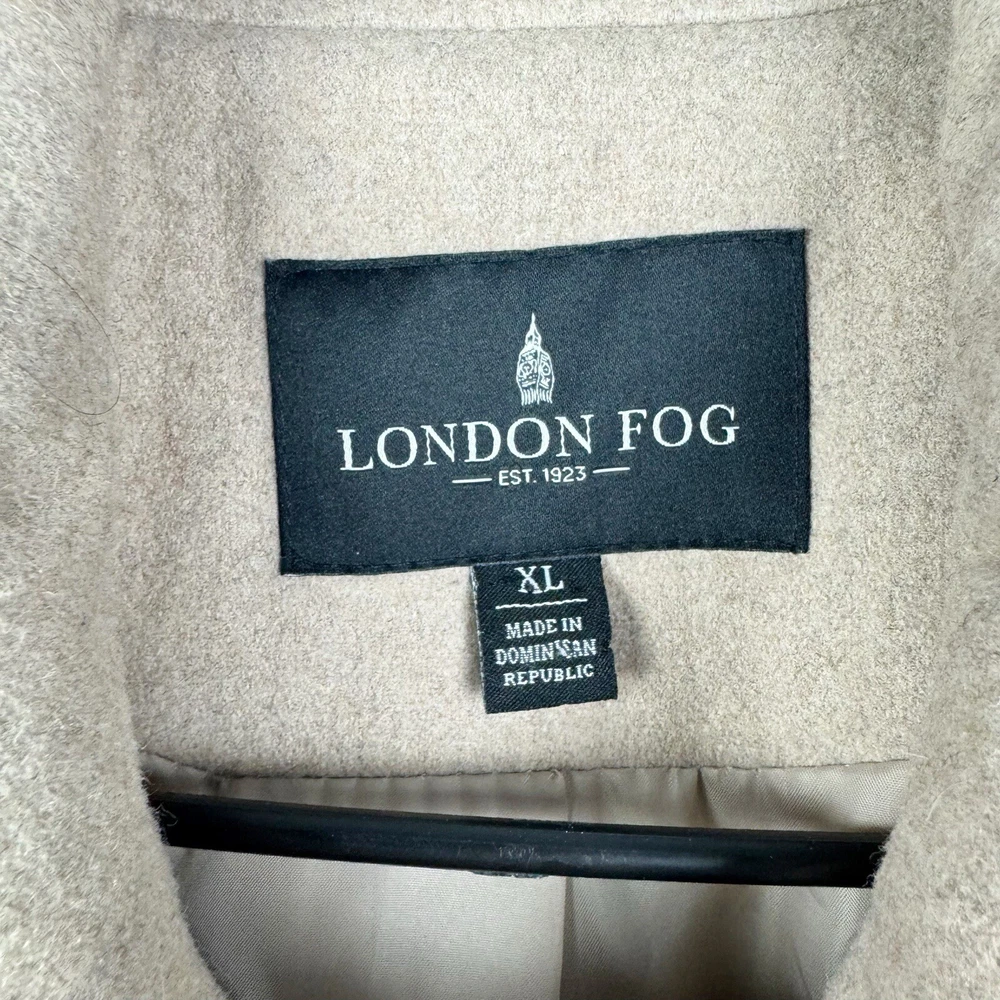 LONDON FOG
EST. 1923
XL
MADE IN
DOMINICAN
REPUBLIC